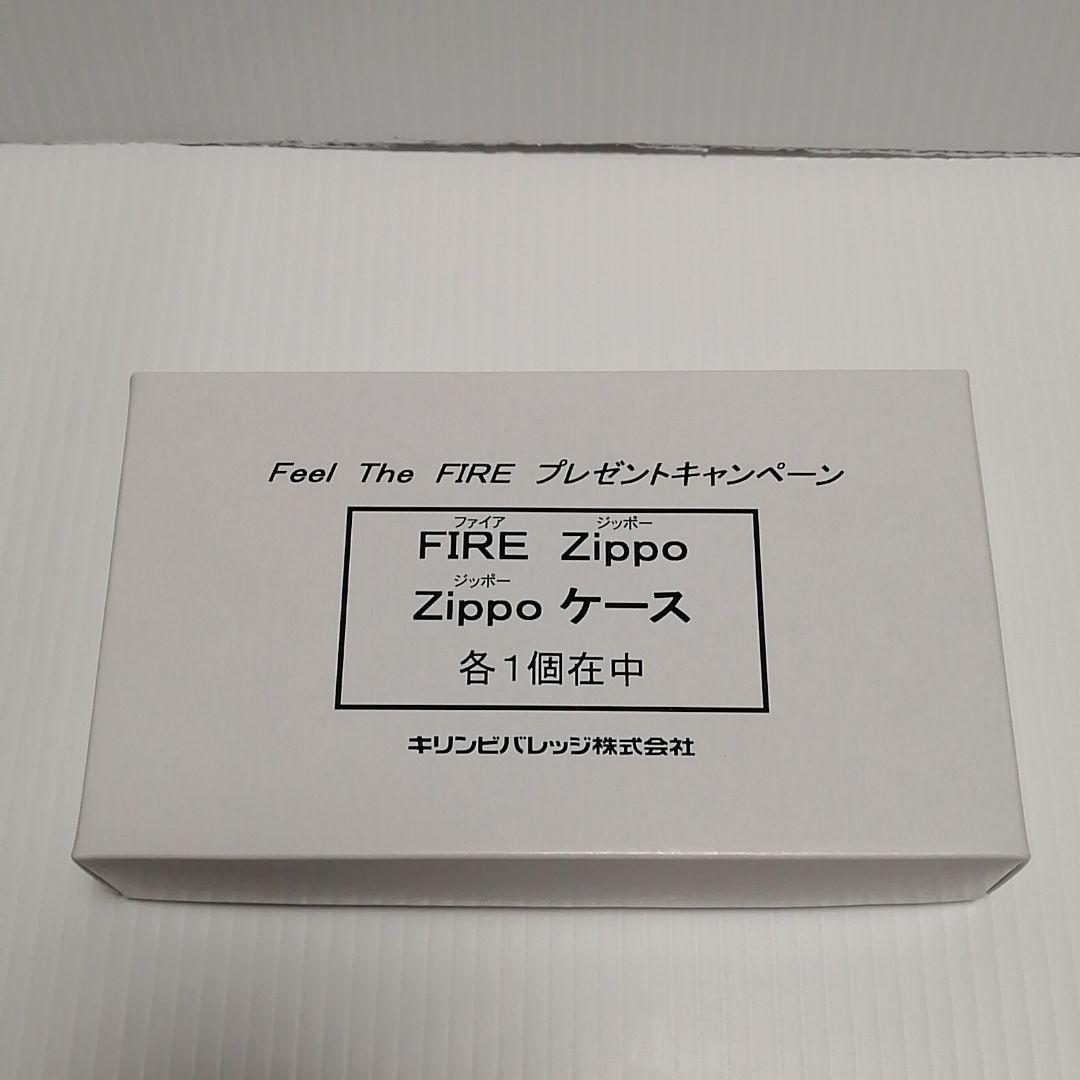 Feel The FIRE プレゼントキャンペーン
ファイア ジッポー
FIRE Zippo
ジッポー
Zippo ケース
各1個在中
キリンビバレッジ株式会社